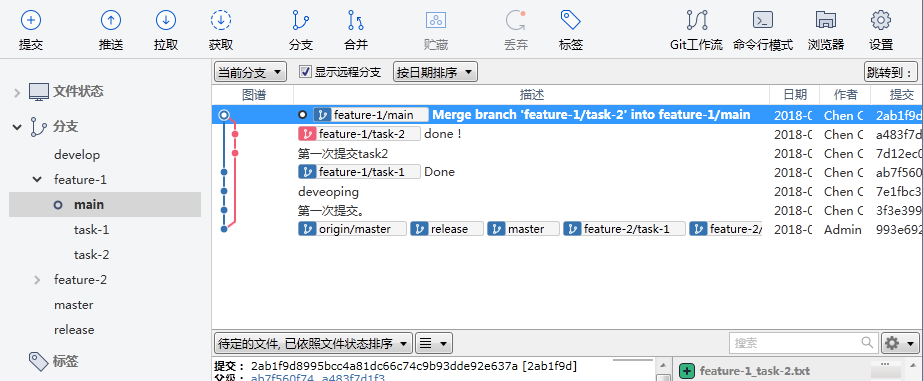 提交 推送 拉取 获取 分支 合并 贮藏 丢弃 标签 Git工作流 命令行模式 浏览器 设置
文件状态
分支
develop
feature-1
main
task-1
task-2
feature-2
master
release
标签
当前分支 显示远程分支 按日期排序 跳转到：
图谱 描述 日期 作者 提交
feature-1/main Merge branch 'feature-1/task-2' into feature-1/main 2018-0 Chen C 2ab1f9d
feature-1/task-2 done！ 2018-0 Chen C a483f7d
第一次提交task2 2018-0 Chen C 7d12ec0
feature-1/task-1 Done 2018-0 Chen C ab7f560
deveoping 2018-0 Chen C 7e1fbc3
第一次提交。 2018-0 Chen C 3f3e399
origin/master release master feature-2/task-1 feature-2/ 2018-0 Admin 993e692
待定的文件, 已依照文件状态排序 搜索
提交： 2ab1f9d8995bcc4a81dc66c74c9b93dde92e637a [2ab1f9d]
父级： ab7f560f74, a483f7d1f3
feature-1_task-2.txt